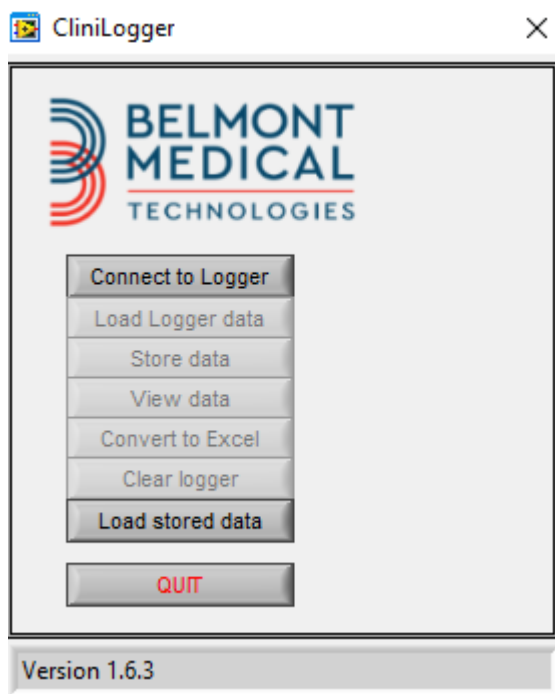 CliniLogger
BELMONT
MEDICAL
TECHNOLOGIES
Connect to Logger
Load Logger data
Store data
View data
Convert to Excel
Clear logger
Load stored data
QUIT
Version 1.6.3